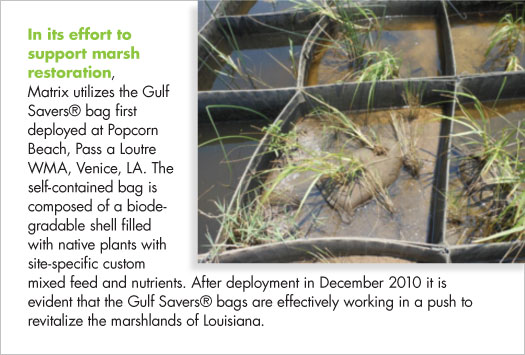 In its effort to
support marsh
restoration,
Matrix utilizes the Gulf
Savers® bag first
deployed at Popcorn
Beach, Pass a Loutre
WMA, Venice, LA. The
self-contained bag is
composed of a biode-
gradable shell filled
with native plants with
site-specific custom
mixed feed and nutrients. After deployment in December 2010 it is
evident that the Gulf Savers® bags are effectively working in a push to
revitalize the marshlands of Louisiana.